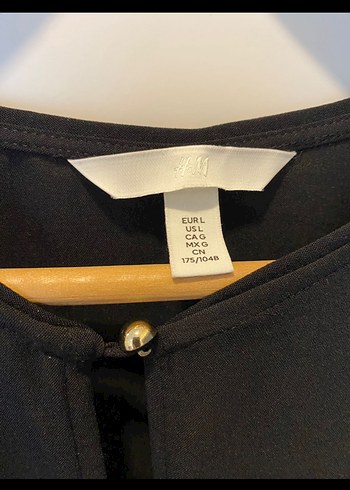 H&M
EUR L
US L
CA G
MX G
CN
175/104B